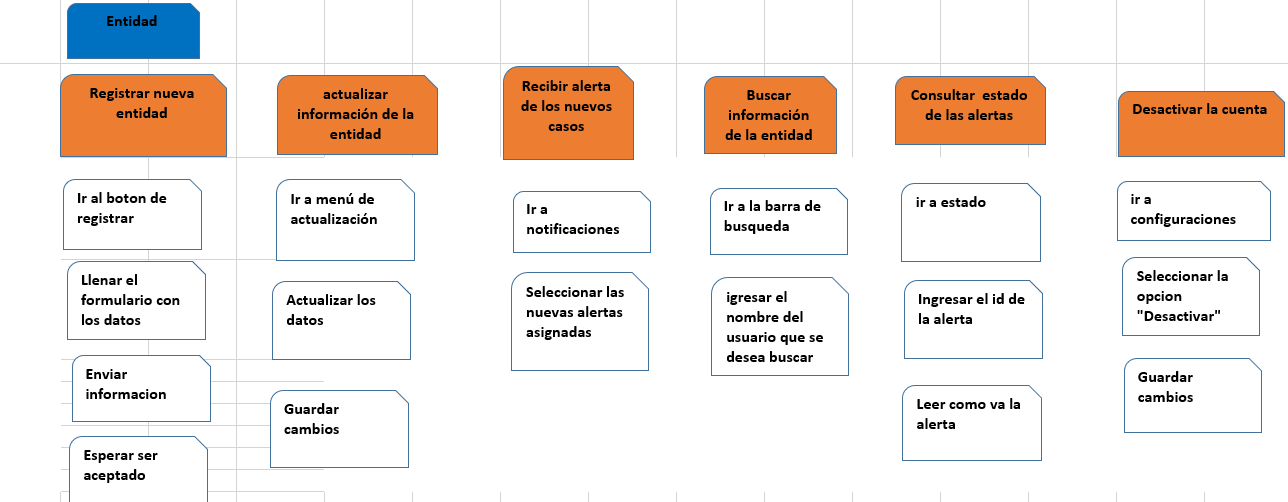 Entidad
Registrar nueva
entidad
actualizar
información de la
entidad
Recibir alerta
de los nuevos
casos
Buscar
información
de la entidad
Consultar estado
de las alertas
Desactivar la cuenta
Ir al boton de
registrar
Ir a menú de
actualización
Ir a
notificaciones
Ir a la barra de
busqueda
ir a estado
ir a
configuraciones
Llenar el
formulario con
los datos
Actualizar los
datos
Seleccionar las
nuevas alertas
asignadas
igresar el
nombre del
usuario que se
desea buscar
Ingresar el id de
la alerta
Seleccionar la
opcion
"Desactivar"
Enviar
informacion
Guardar
cambios
Leer como va la
alerta
Guardar
cambios
Esperar ser
aceptado